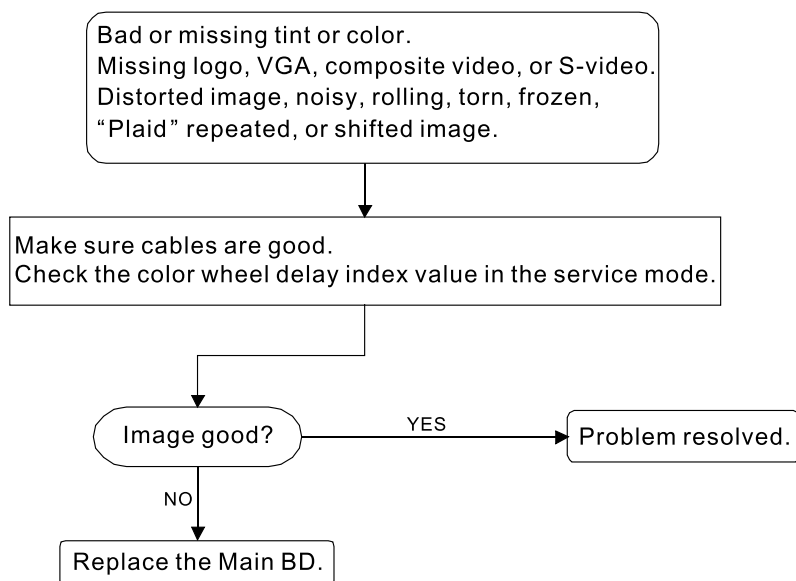 Bad or missing tint or color.
Missing logo, VGA, composite video, or S-video.
Distorted image, noisy, rolling, torn, frozen,
“Plaid” repeated, or shifted image.
Make sure cables are good.
Check the color wheel delay index value in the service mode.
Image good?
YES
Problem resolved.
NO
Replace the Main BD.